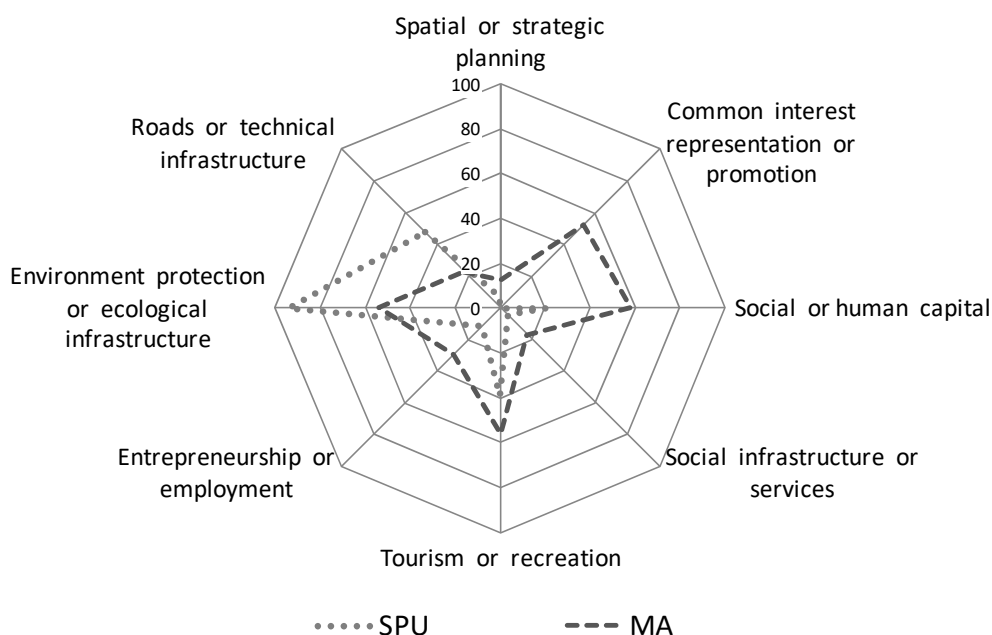 Spatial or strategic
planning
100
80
60
40
20
0
Common interest
representation or
promotion
Social or human capital
Social infrastructure or
services
Tourism or recreation
Entrepreneurship or
employment
Environment protection
or ecological
infrastructure
Roads or technical
infrastructure
SPU
MA